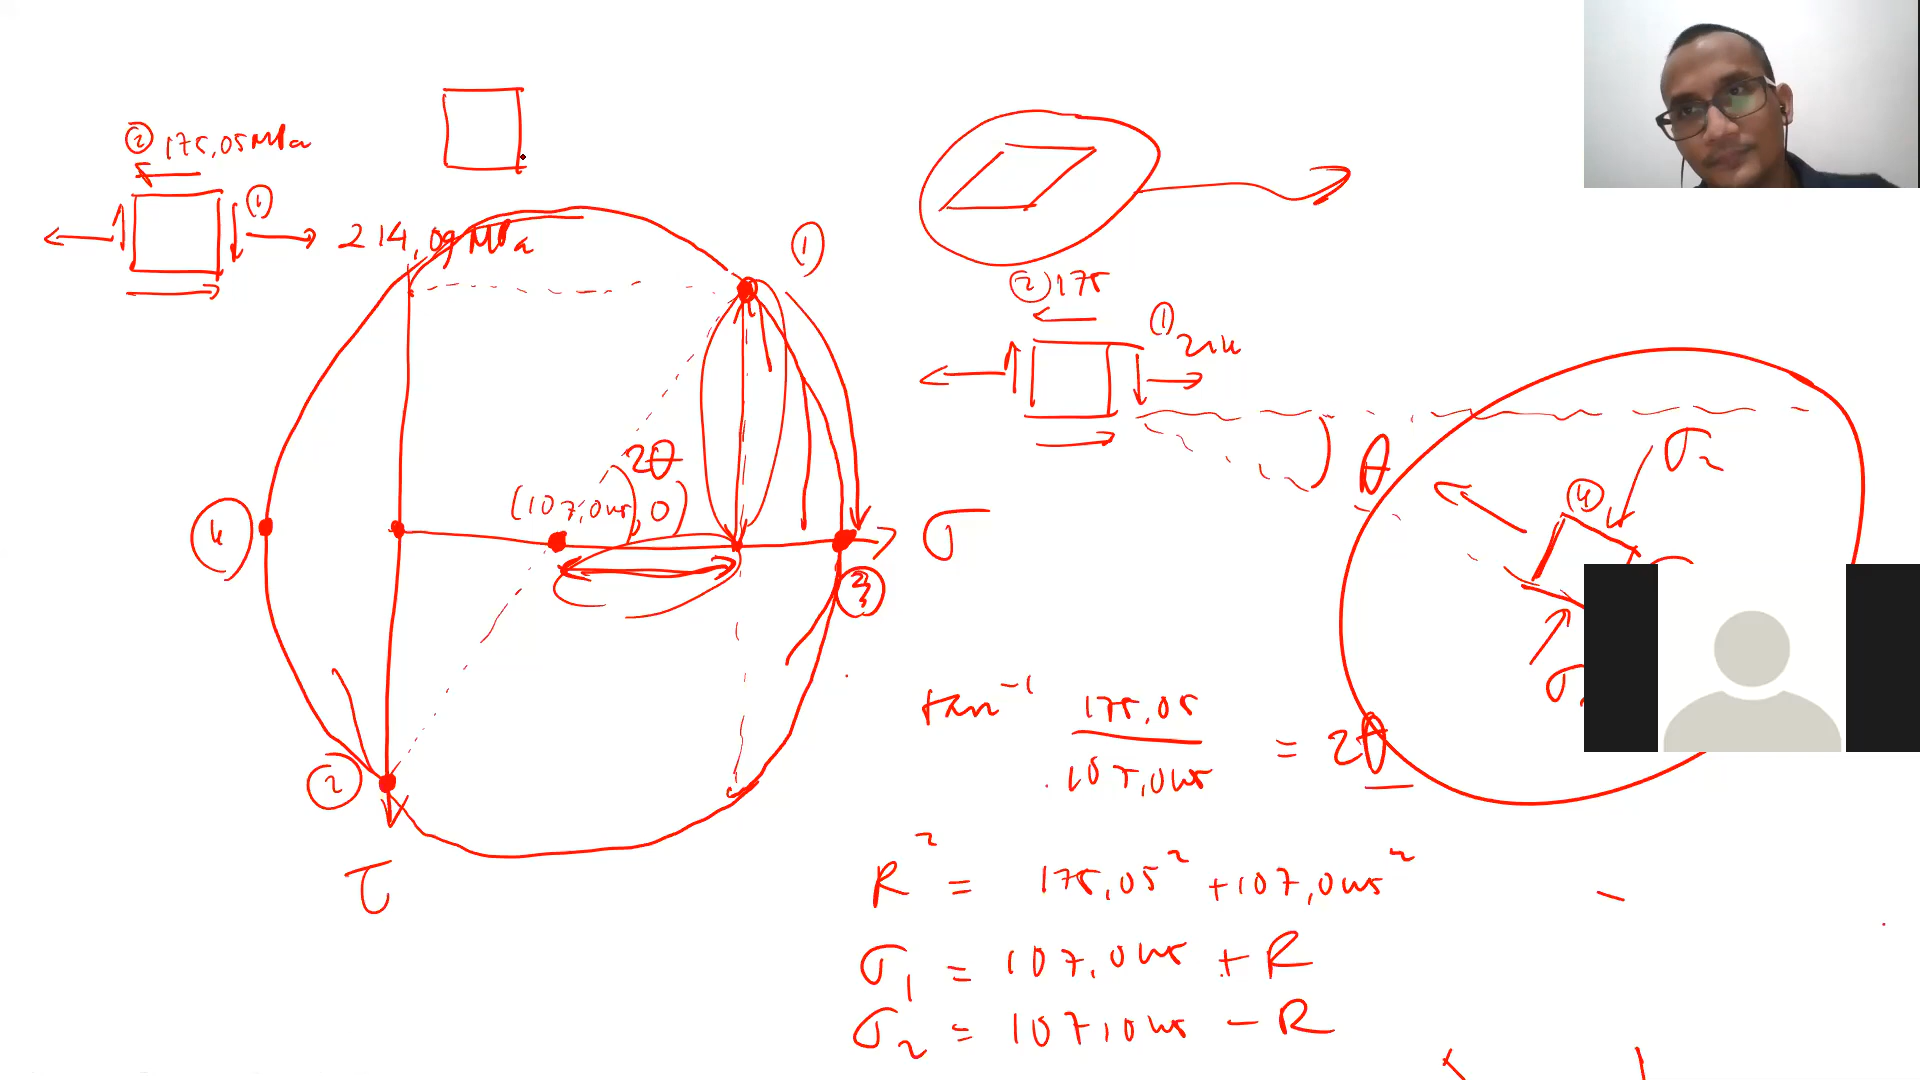 ② 175,05 MPa
①
214,09 MPa
①
② 175
① 214
2θ
(107,045, 0)
σ
④
③
②
τ
θ
σ₂
④
tan⁻¹ 175,05 / 107,045 = 2θ
R² = 175,05² + 107,045²
σ₁ = 107,045 + R
σ₂ = 107,045 - R